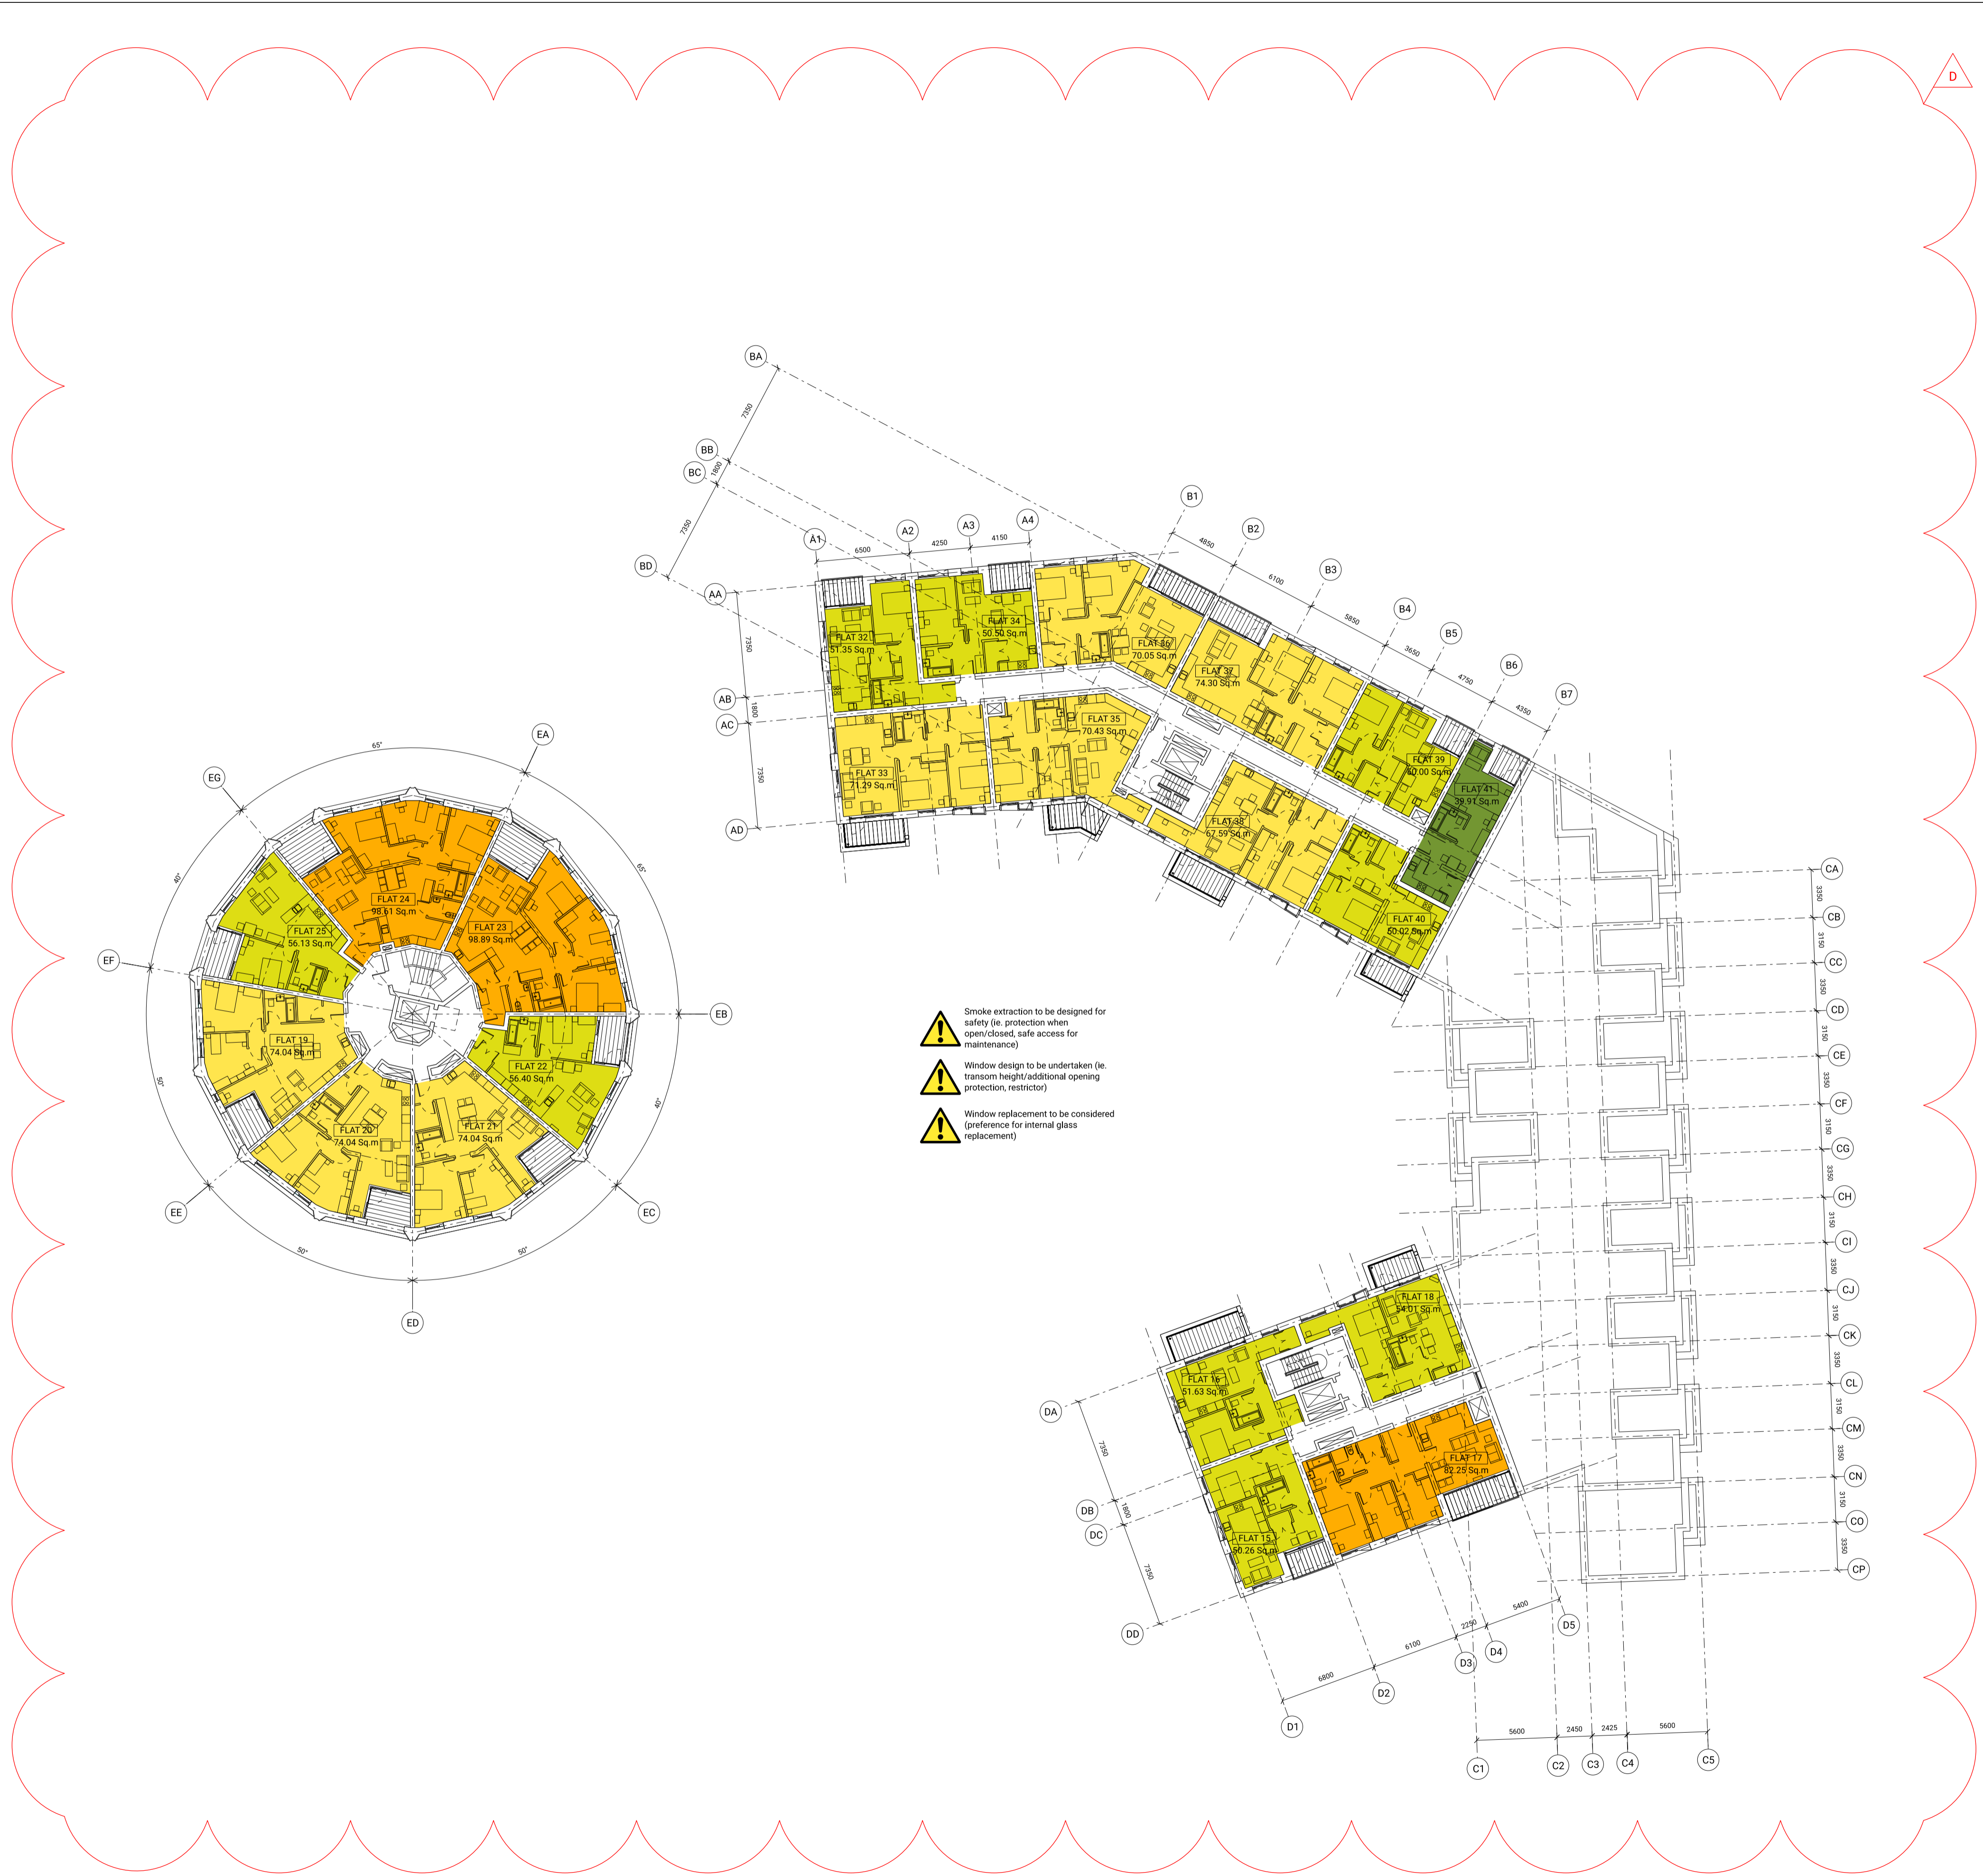 D
BA
7350
BB
1800
BC
7350
BD
A1
A2
A3
A4
6500
4250
4150
B1
B2
B3
B4
B5
B6
B7
4850
6100
5850
3650
4750
4350
AA
7350
AB
1800
AC
7350
AD
FLAT 32
51.35 Sq.m
FLAT 34
50.50 Sq.m
FLAT 36
70.05 Sq.m
FLAT 37
74.30 Sq.m
FLAT 33
71.29 Sq.m
FLAT 35
70.43 Sq.m
FLAT 38
67.59 Sq.m
FLAT 39
50.00 Sq.m
FLAT 41
39.91 Sq.m
FLAT 40
50.02 Sq.m
EA
EB
EC
ED
EE
EF
EG
65°
65°
40°
50°
50°
50°
40°
FLAT 24
98.61 Sq.m
FLAT 23
98.89 Sq.m
FLAT 25
56.13 Sq.m
FLAT 19
74.04 Sq.m
FLAT 22
56.40 Sq.m
FLAT 20
74.04 Sq.m
FLAT 21
74.04 Sq.m
Smoke extraction to be designed for
safety (ie. protection when
open/closed, safe access for
maintenance)
Window design to be undertaken (ie.
transom height/additional opening
protection, restrictor)
Window replacement to be considered
(preference for internal glass
replacement)
CA
3350
CB
3150
CC
3350
CD
3150
CE
3350
CF
3150
CG
3350
CH
3150
CI
3350
CJ
3150
CK
3350
CL
3150
CM
3350
CN
3150
CO
3350
CP
FLAT 18
54.01 Sq.m
FLAT 16
51.63 Sq.m
FLAT 17
82.25 Sq.m
FLAT 15
50.26 Sq.m
DA
7350
DB
1800
DC
7350
DD
D1
6800
D2
6100
D3
2250
D4
5400
D5
5600
2450
2425
5600
C1
C2
C3
C4
C5